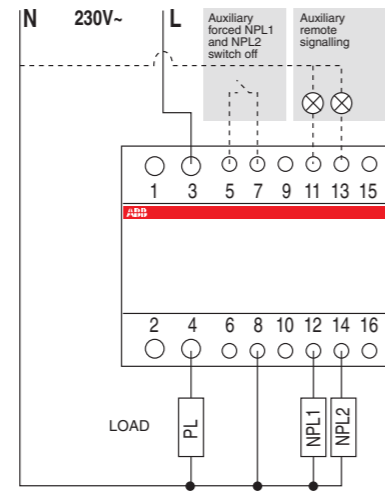 N 230V~ L
Auxiliary
forced NPL1
and NPL2
switch off
Auxiliary
remote
signalling
1 3 5 7 9 11 13 15
ABB
2 4 6 8 10 12 14 16
LOAD PL NPL1 NPL2